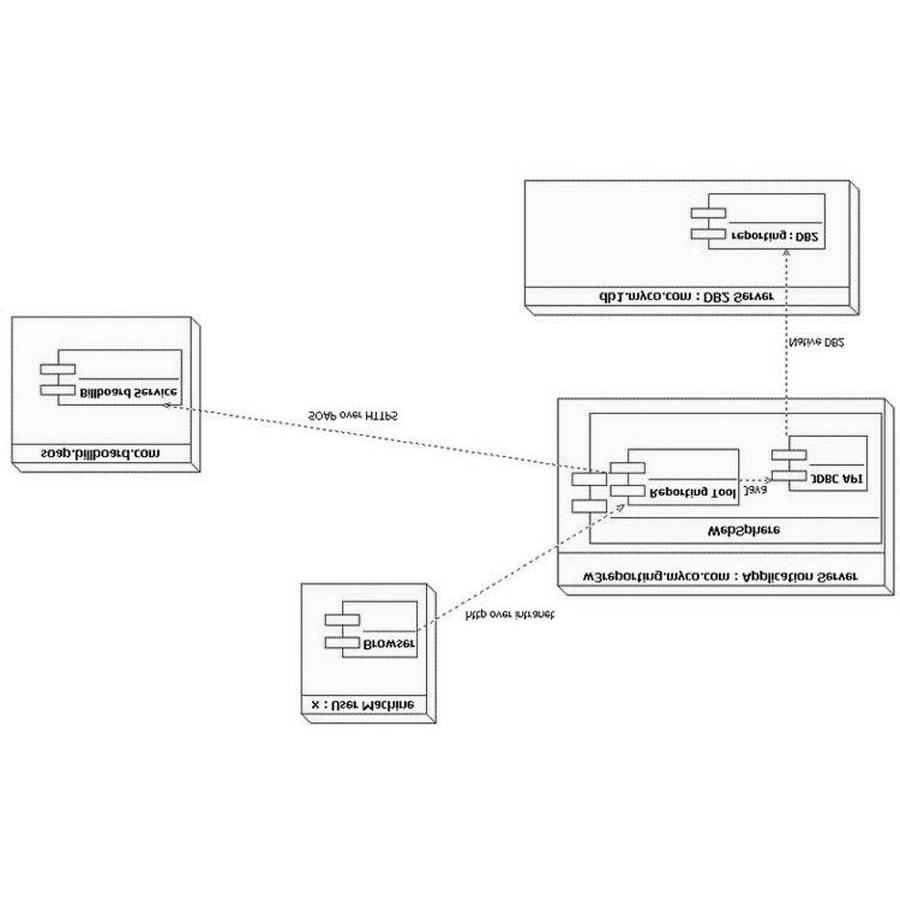 x : User Machine
Browser
http over intranet
w3reporting.myco.com : Application Server
WebSphere
Reporting Tool
Java
JDBC API
soap.billboard.com
Billboard Service
SOAP over HTTPS
Native DB2
db1.myco.com : DB2 Server
reporting : DB2